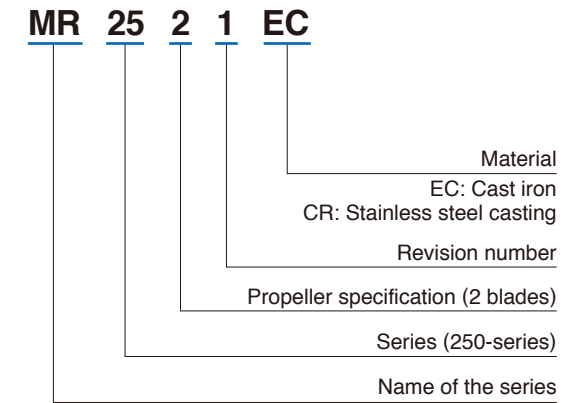 MR 25 2 1 EC
Material
EC: Cast iron
CR: Stainless steel casting
Revision number
Propeller specification (2 blades)
Series (250-series)
Name of the series